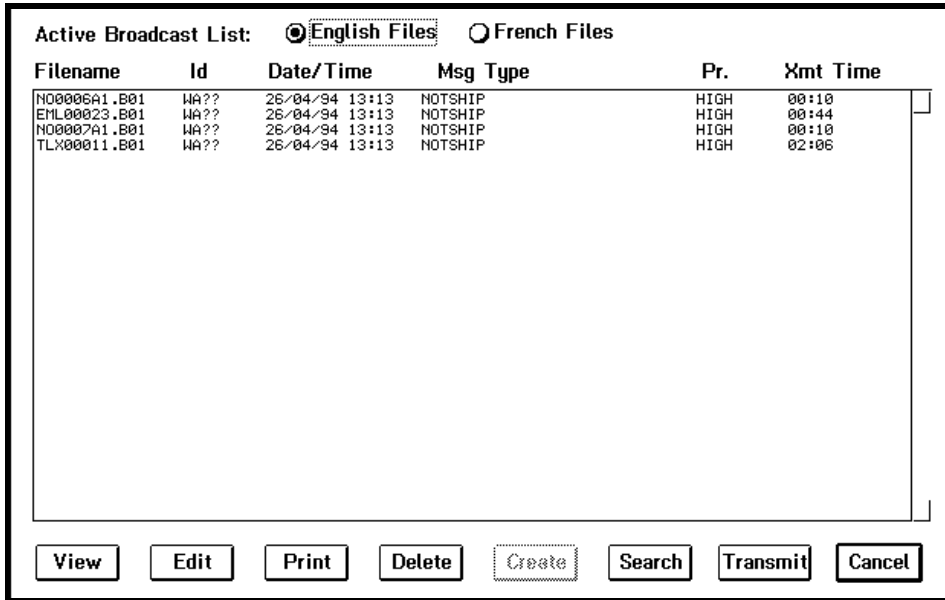 Active Broadcast List: English Files French Files
Filename Id Date/Time Msg Type Pr. Xmt Time
NO0006A1.B01 WA?? 26/04/94 13:13 NOTSHIP HIGH 00:10
EML00023.B01 WA?? 26/04/94 13:13 NOTSHIP HIGH 00:44
NO0007A1.B01 WA?? 26/04/94 13:13 NOTSHIP HIGH 00:10
TLX00011.B01 WA?? 26/04/94 13:13 NOTSHIP HIGH 02:06
View Edit Print Delete Create Search Transmit Cancel